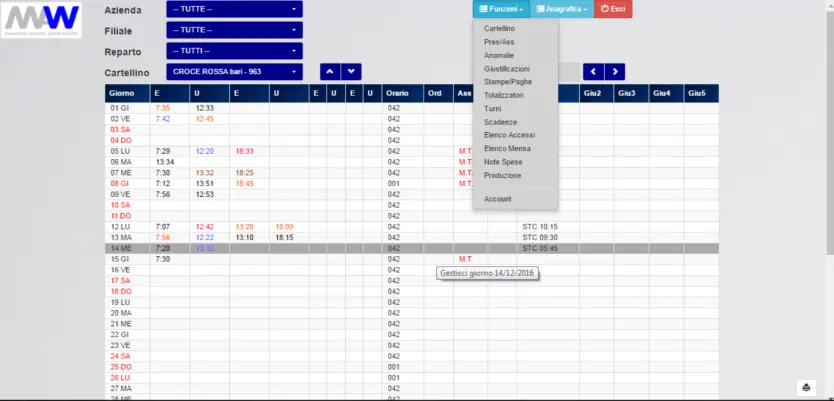 MAW
Azienda -- TUTTE -- Funzioni Anagrafica Esci
Filiale -- TUTTE --
Reparto -- TUTTI --
Cartellino CROCE ROSSA bari - 963
Cartellino
Pres/Ass
Anomalie
Giustificazioni
Stampe/Paghe
Totalizzatori
Turni
Scadenze
Elenco Accessi
Elenco Mensa
Note Spese
Produzione
Account
Giorno E U E U E U E U Orario Ord Ass Giu2 Giu3 Giu4 Giu5
01 GI 7:35 12:33 042
02 VE 7:42 12:45 042
03 SA 042
04 DO 042
05 LU 7:29 12:20 18:33 042 M.T.
06 MA 13:34 042 M.T.
07 ME 7:30 13:32 18:25 042 M.T.
08 GI 7:12 13:51 18:45 001 M.T.
09 VE 7:56 12:53 042
10 SA 042
11 DO 042
12 LU 7:07 12:42 13:20 18:09 042 STC 10:15
13 MA 7:56 12:22 13:10 18:15 042 STC 09:30
14 ME 7:20 13:12 042 STC 05:45
15 GI 7:30 042 M.T.
Gestisci giorno 14/12/2016
16 VE 042
17 SA 042
18 DO 042
19 LU 042
20 MA 042
21 ME 042
22 GI 042
23 VE 042
24 SA 042
25 DO 001
26 LU 001
27 MA 042
28 ME 042